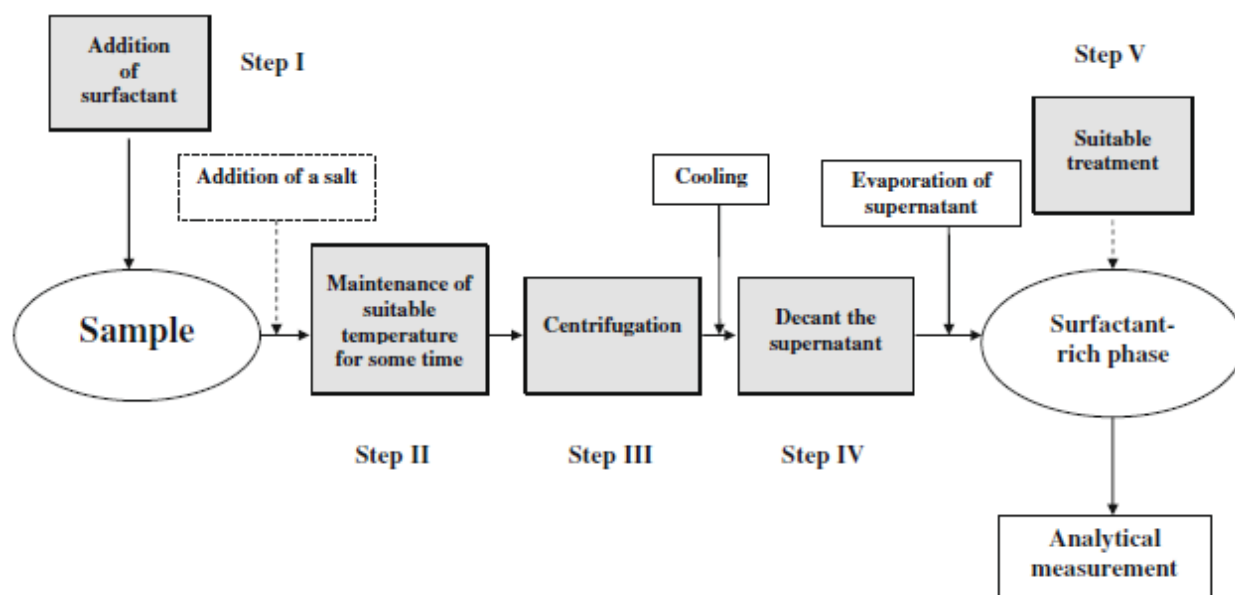 Addition
of
surfactant
Step I
Step V
Suitable
treatment
Addition of a salt
Cooling
Evaporation of
supernatant
Sample
Maintenance of
suitable
temperature
for some time
Centrifugation
Decant the
supernatant
Surfactant-
rich phase
Step II
Step III
Step IV
Analytical
measurement